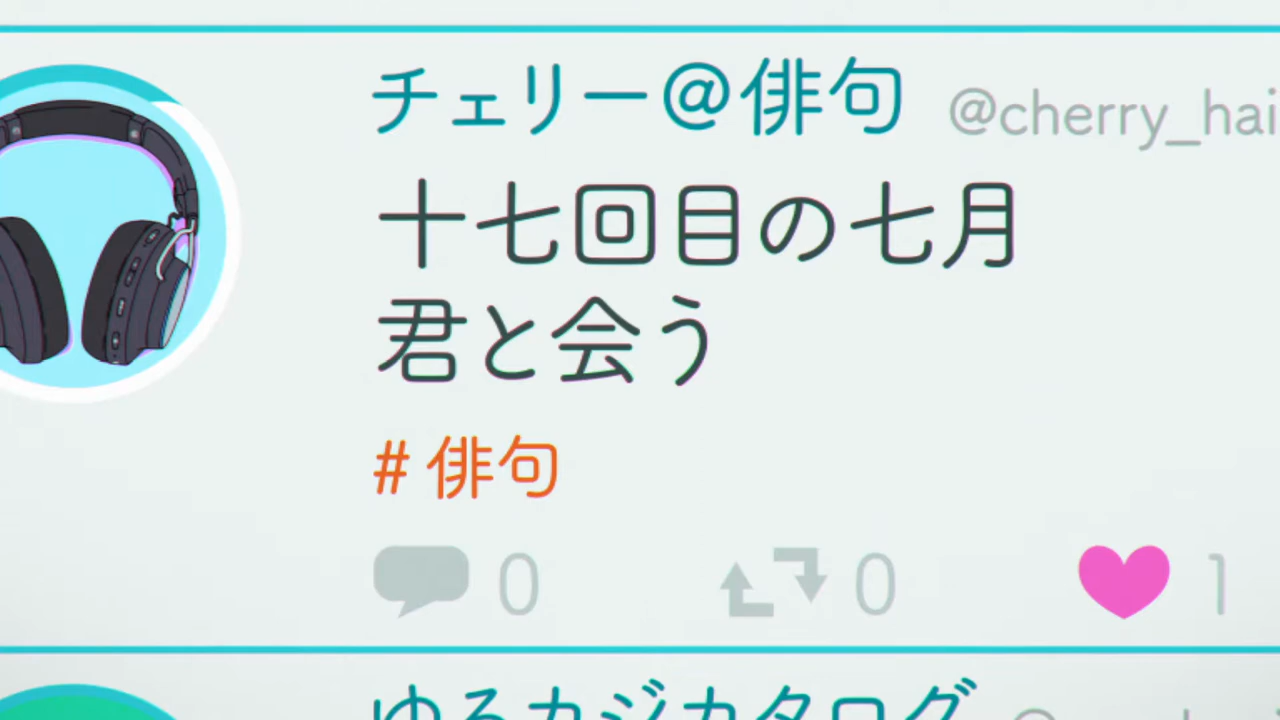 チェリー@俳句 @cherry_hai
十七回目の七月
君と会う
#俳句
0 0 1
ゆるカジカタログ